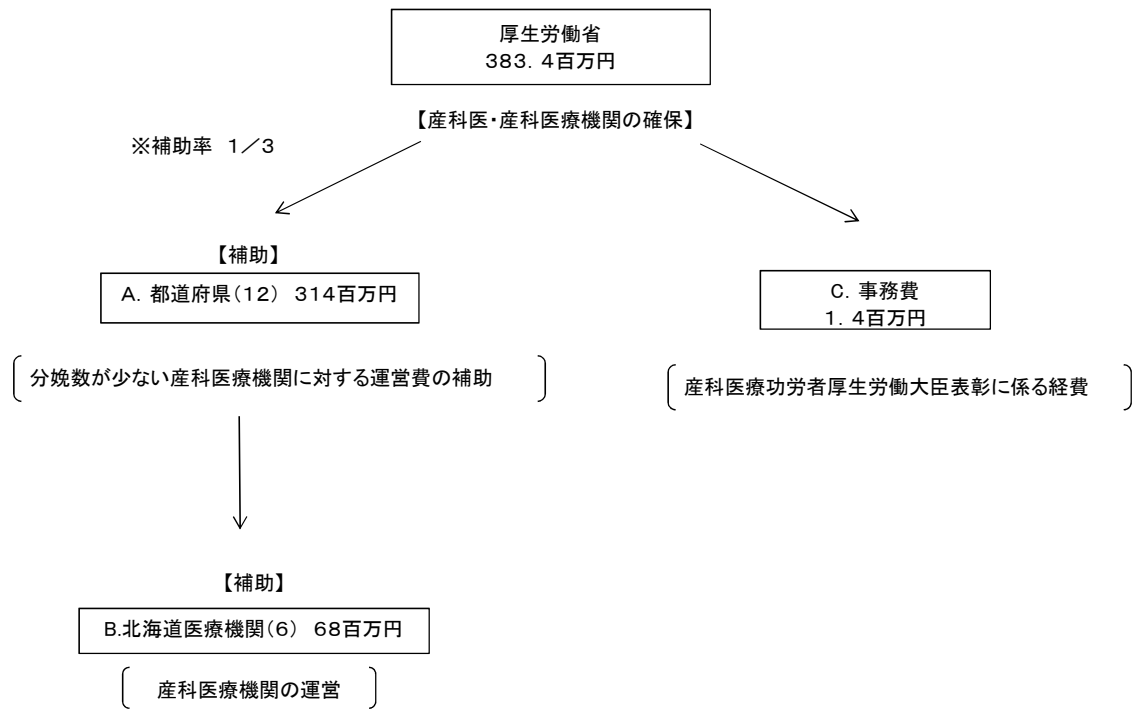 厚生労働省
383.4百万円
【産科医・産科医療機関の確保】
※補助率 1/3
【補助】
A.都道府県(12) 314百万円
C.事務費
1.4百万円
分娩数が少ない産科医療機関に対する運営費の補助
産科医療功労者厚生労働大臣表彰に係る経費
【補助】
B.北海道医療機関(6) 68百万円
産科医療機関の運営